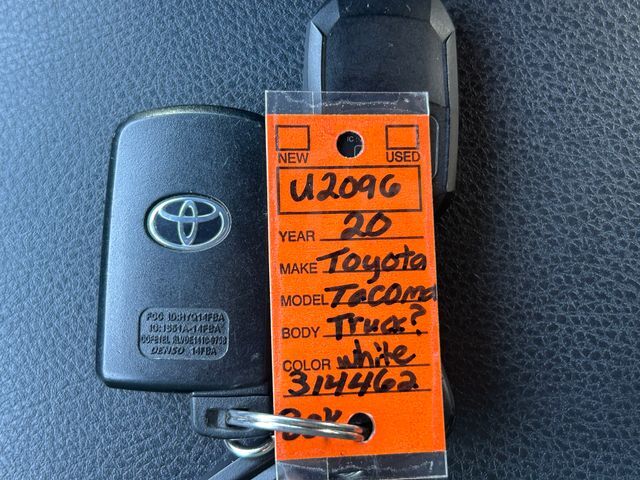 NEW USED
U2096
YEAR 20
MAKE Toyota
MODEL Tacoma
BODY Truck?
COLOR white
314462
FCC ID:HYQ14FBA
IC:1551A-14FBA
DENSO 14FBA